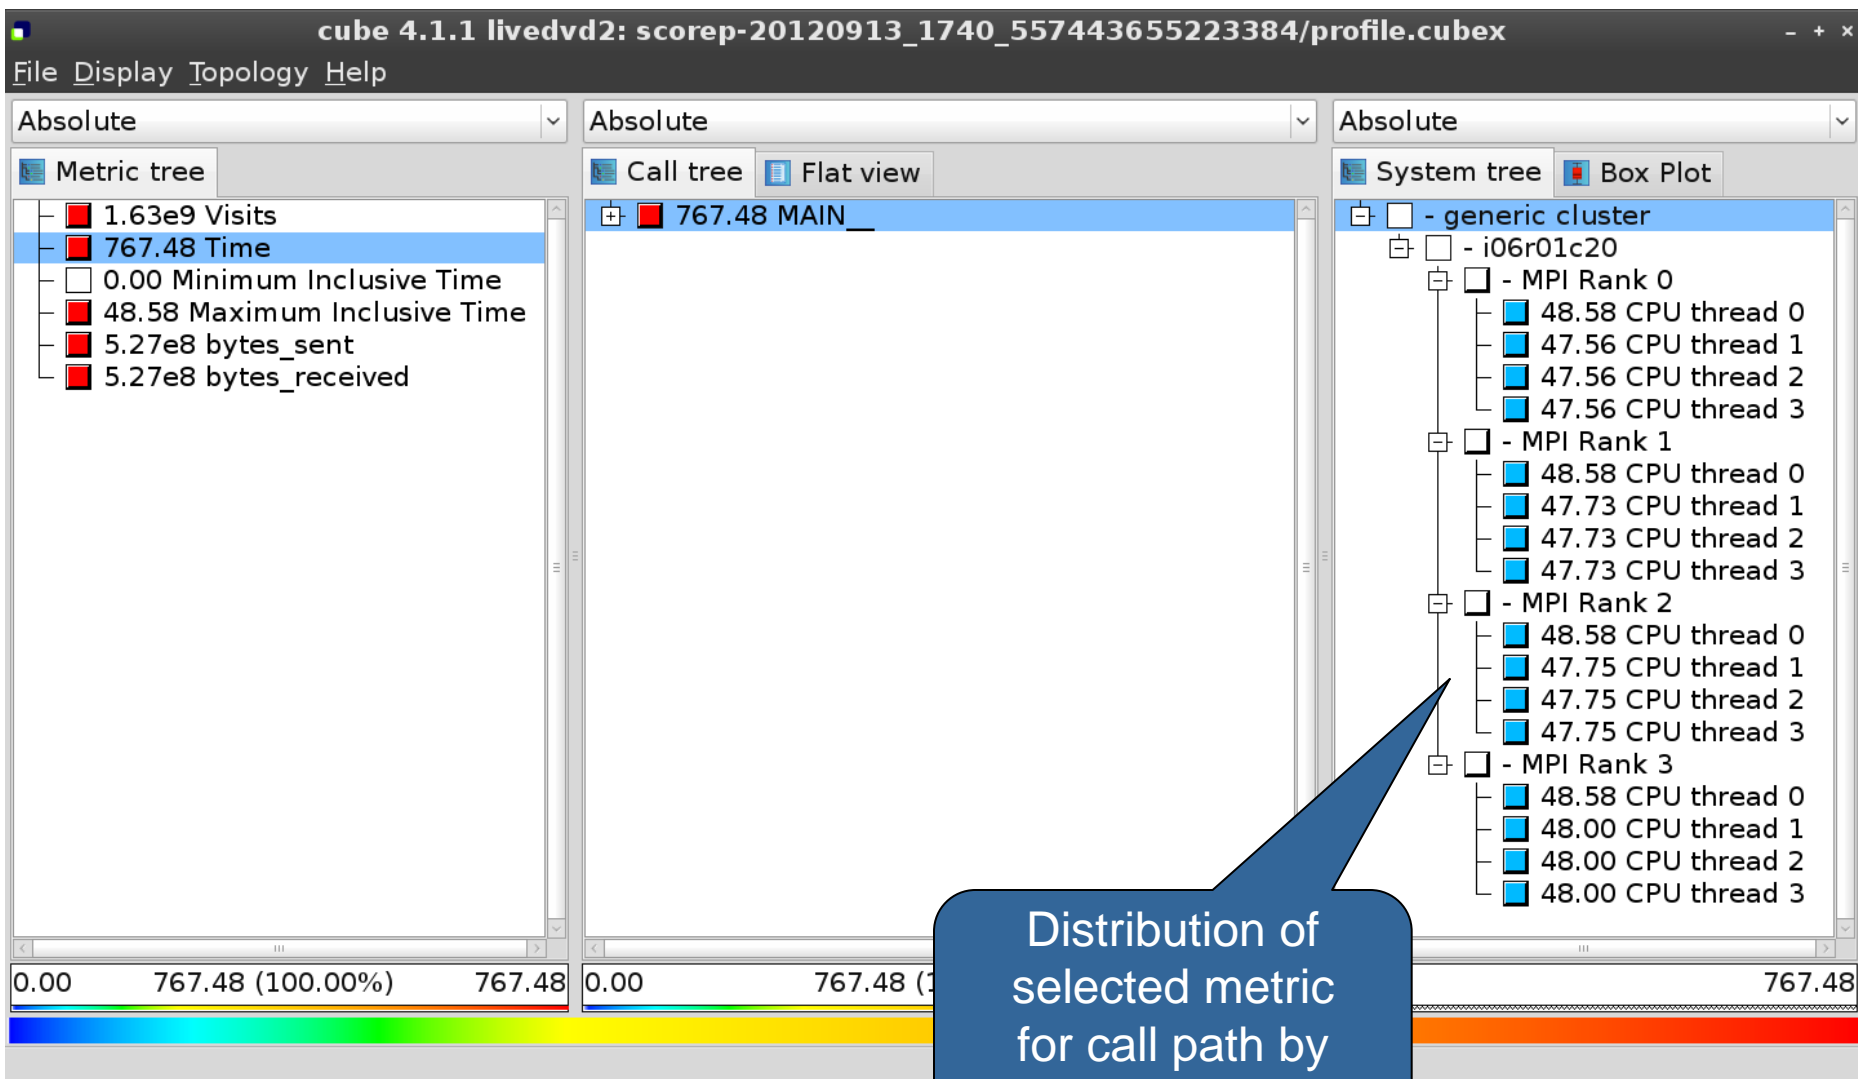 cube 4.1.1 livedvd2: scorep-20120913_1740_557443655223384/profile.cubex
File Display Topology Help
Absolute
Metric tree
1.63e9 Visits
767.48 Time
0.00 Minimum Inclusive Time
48.58 Maximum Inclusive Time
5.27e8 bytes_sent
5.27e8 bytes_received
0.00 767.48 (100.00%) 767.48
Absolute
Call tree Flat view
767.48 MAIN__
0.00 767.48 (1
Absolute
System tree Box Plot
- generic cluster
- i06r01c20
- MPI Rank 0
48.58 CPU thread 0
47.56 CPU thread 1
47.56 CPU thread 2
47.56 CPU thread 3
- MPI Rank 1
48.58 CPU thread 0
47.73 CPU thread 1
47.73 CPU thread 2
47.73 CPU thread 3
- MPI Rank 2
48.58 CPU thread 0
47.75 CPU thread 1
47.75 CPU thread 2
47.75 CPU thread 3
- MPI Rank 3
48.58 CPU thread 0
48.00 CPU thread 1
48.00 CPU thread 2
48.00 CPU thread 3
767.48
Distribution of
selected metric
for call path by